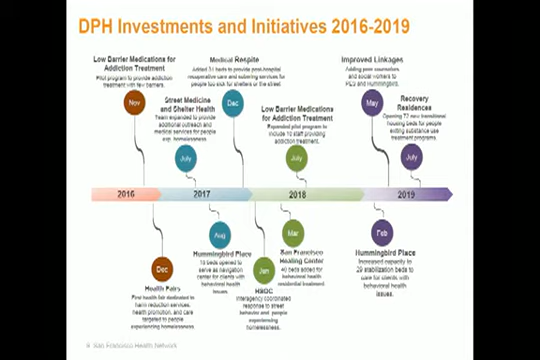 DPH Investments and Initiatives 2016-2019
Low Barrier Medications for
Addiction Treatment
Pilot program to provide addiction
treatment with few barriers.
Nov
Street Medicine
and Shelter Health
Team expanded to provide
additional outreach and
medical services for people
exp. homelessness.
July
Medical Respite
Added 31 beds to provide post-hospital
recuperative care and sobering services for
people too sick for shelters or the street.
Dec
Low Barrier Medications
for Addiction Treatment
Expanded pilot program to
include 10 staff providing
addiction treatment.
July
Improved Linkages
Adding peer counselors
and social workers to
PES and Hummingbird.
May
Recovery
Residences
Opening 72 new transitional
housing beds for people
exiting substance use
treatment programs.
July
2016
2017
2018
2019
Dec
Health Fairs
First health fair dedicated to
harm reduction services,
health promotion, and care
targeted to people
experiencing homelessness.
Aug
Hummingbird Place
15 beds opened to
serve as navigation
center for clients with
behavioral health
issues.
Jan
HSOC
Interagency coordinated
response to street
behavior and people
experiencing
homelessness.
Mar
San Francisco
Healing Center
40 beds added for
behavioral health
residential treatment.
Feb
Hummingbird Place
Increased capacity to
29 stabilization beds to
care for clients with
behavioral health
issues.
San Francisco Health Network